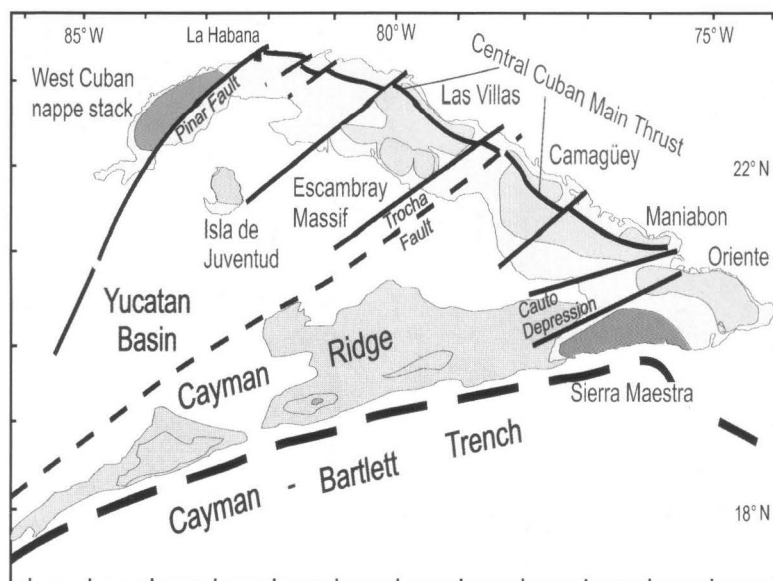 85° W
80° W
75° W
La Habana
West Cuban
nappe stack
Pinar Fault
Central Cuban Main Thrust
Las Villas
Camagüey
22° N
Escambray
Massif
Trocha
Fault
Isla de
Juventud
Maniabon
Oriente
Yucatan
Basin
Cauto
Depression
Cayman
Ridge
Sierra Maestra
Cayman - Bartlett Trench
18° N